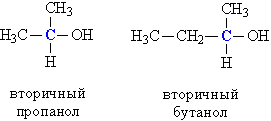 CH₃
H₃C—C—OH
H
вторичный
пропанол
CH₃
H₃C—CH₂—C—OH
H
вторичный
бутанол